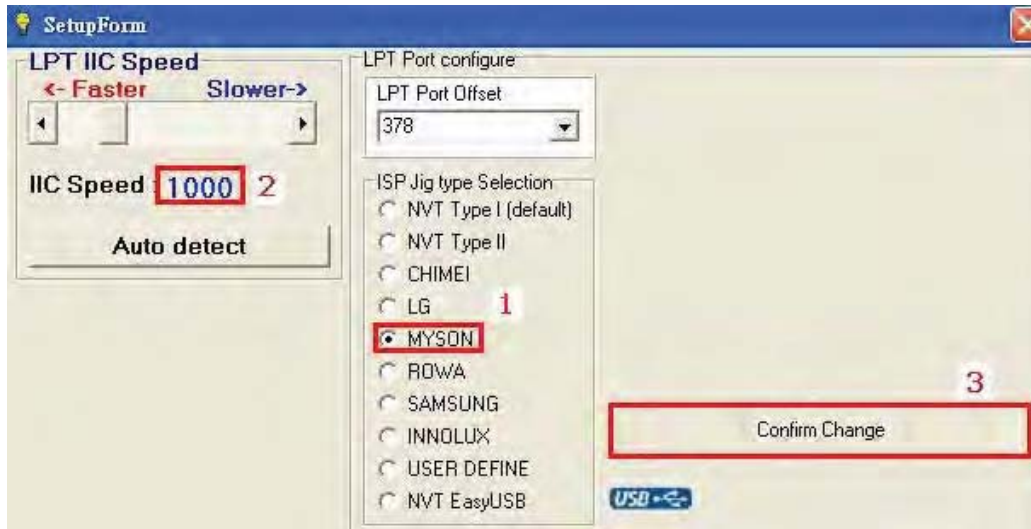 SetupForm
LPT IIC Speed
<- Faster Slower->
IIC Speed : 1000 2
Auto detect
LPT Port configure
LPT Port Offset
378
ISP Jig type Selection
NVT Type I (default)
NVT Type II
CHIMEI
LG 1
MYSON
ROWA
SAMSUNG
INNOLUX
USER DEFINE
NVT EasyUSB
3
Confirm Change
USB